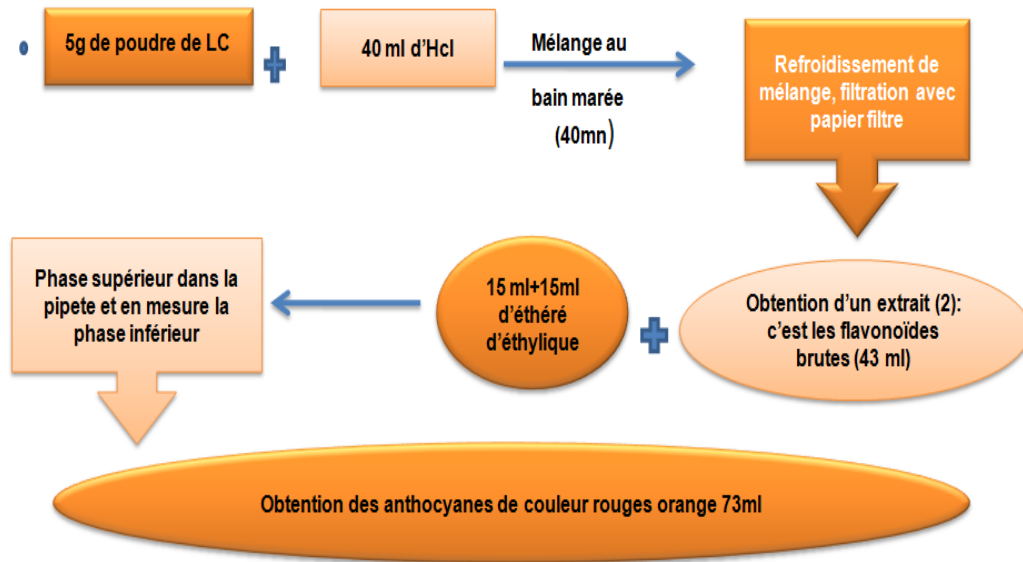 5g de poudre de LC
40 ml d'Hcl
Mélange au
bain marée
(40mn)
Refroidissement de
mélange, filtration avec
papier filtre
Obtention d'un extrait (2):
c'est les flavonoïdes
brutes (43 ml)
15 ml+15ml
d'éthéré
d'éthylique
Phase supérieur dans la
pipete et en mesure la
phase inférieur
Obtention des anthocyanes de couleur rouges orange 73ml